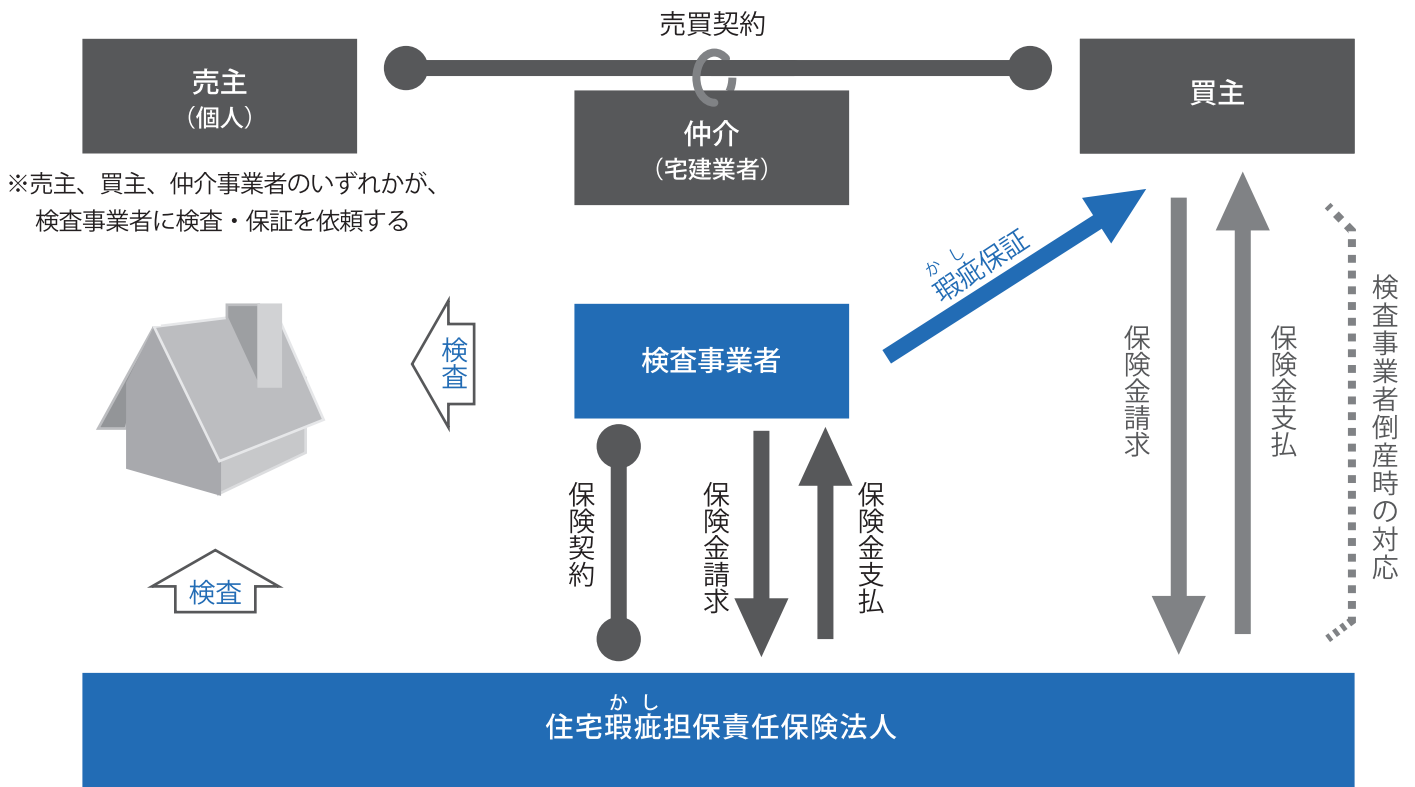 売買契約
売主
（個人）
仲介
（宅建業者）
買主
※売主、買主、仲介事業者のいずれかが、
検査事業者に検査・保証を依頼する
かし
瑕疵保証
検査
検査事業者
保険金請求
保険金支払
検査事業者倒産時の対応
保険契約
保険金請求
保険金支払
検査
かし
住宅瑕疵担保責任保険法人